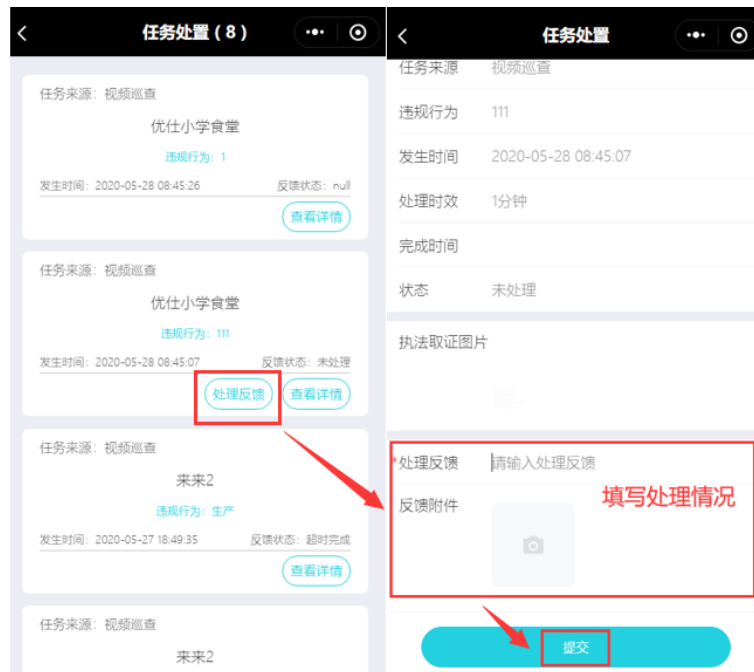 任务处置（8）
任务来源：视频巡查
优仕小学食堂
违规行为：1
发生时间：2020-05-28 08:45:26 反馈状态：null
查看详情
任务来源：视频巡查
优仕小学食堂
违规行为：111
发生时间：2020-05-28 08:45:07 反馈状态：未处理
处理反馈 查看详情
任务来源：视频巡查
来来2
违规行为：生产
发生时间：2020-05-27 18:49:35 反馈状态：超时完成
查看详情
任务来源：视频巡查
来来2
任务处置
任务来源 视频巡查
违规行为 111
发生时间 2020-05-28 08:45:07
处理时效 1分钟
完成时间
状态 未处理
执法取证图片
*处理反馈 请输入处理反馈
反馈附件
填写处理情况
提交